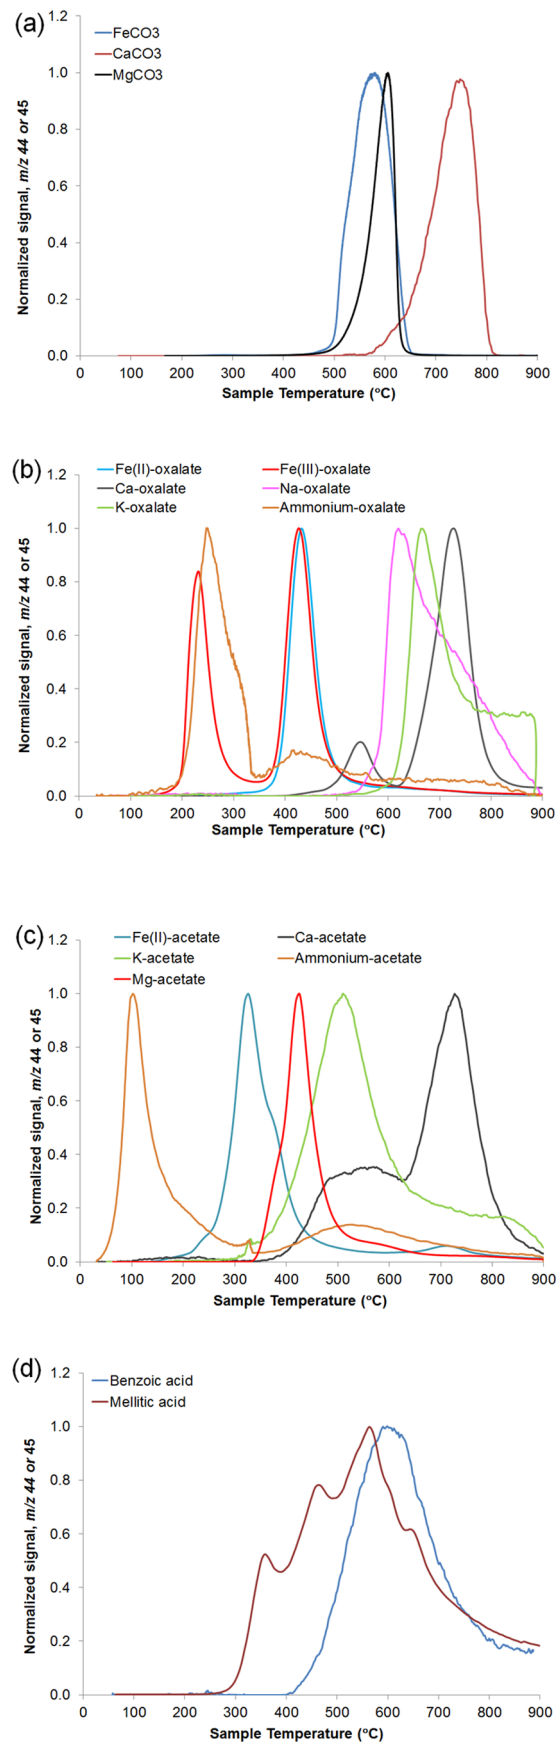 (a)
FeCO3
CaCO3
MgCO3
Normalized signal, m/z 44 or 45
1.0
0.8
0.6
0.4
0.2
0.0
0 100 200 300 400 500 600 700 800 900
Sample Temperature (°C)
(b)
1.2
Fe(II)-oxalate Fe(III)-oxalate
Ca-oxalate Na-oxalate
K-oxalate Ammonium-oxalate
Normalized signal, m/z 44 or 45
1.0
0.8
0.6
0.4
0.2
0.0
0 100 200 300 400 500 600 700 800 900
Sample Temperature (°C)
(c)
1.2
Fe(II)-acetate Ca-acetate
K-acetate Ammonium-acetate
Mg-acetate
Normalized signal, m/z 44 or 45
1.0
0.8
0.6
0.4
0.2
0.0
0 100 200 300 400 500 600 700 800 900
Sample Temperature (°C)
(d)
1.2
Benzoic acid
Mellitic acid
Normalized signal, m/z 44 or 45
1.0
0.8
0.6
0.4
0.2
0.0
0 100 200 300 400 500 600 700 800 900
Sample Temperature (°C)